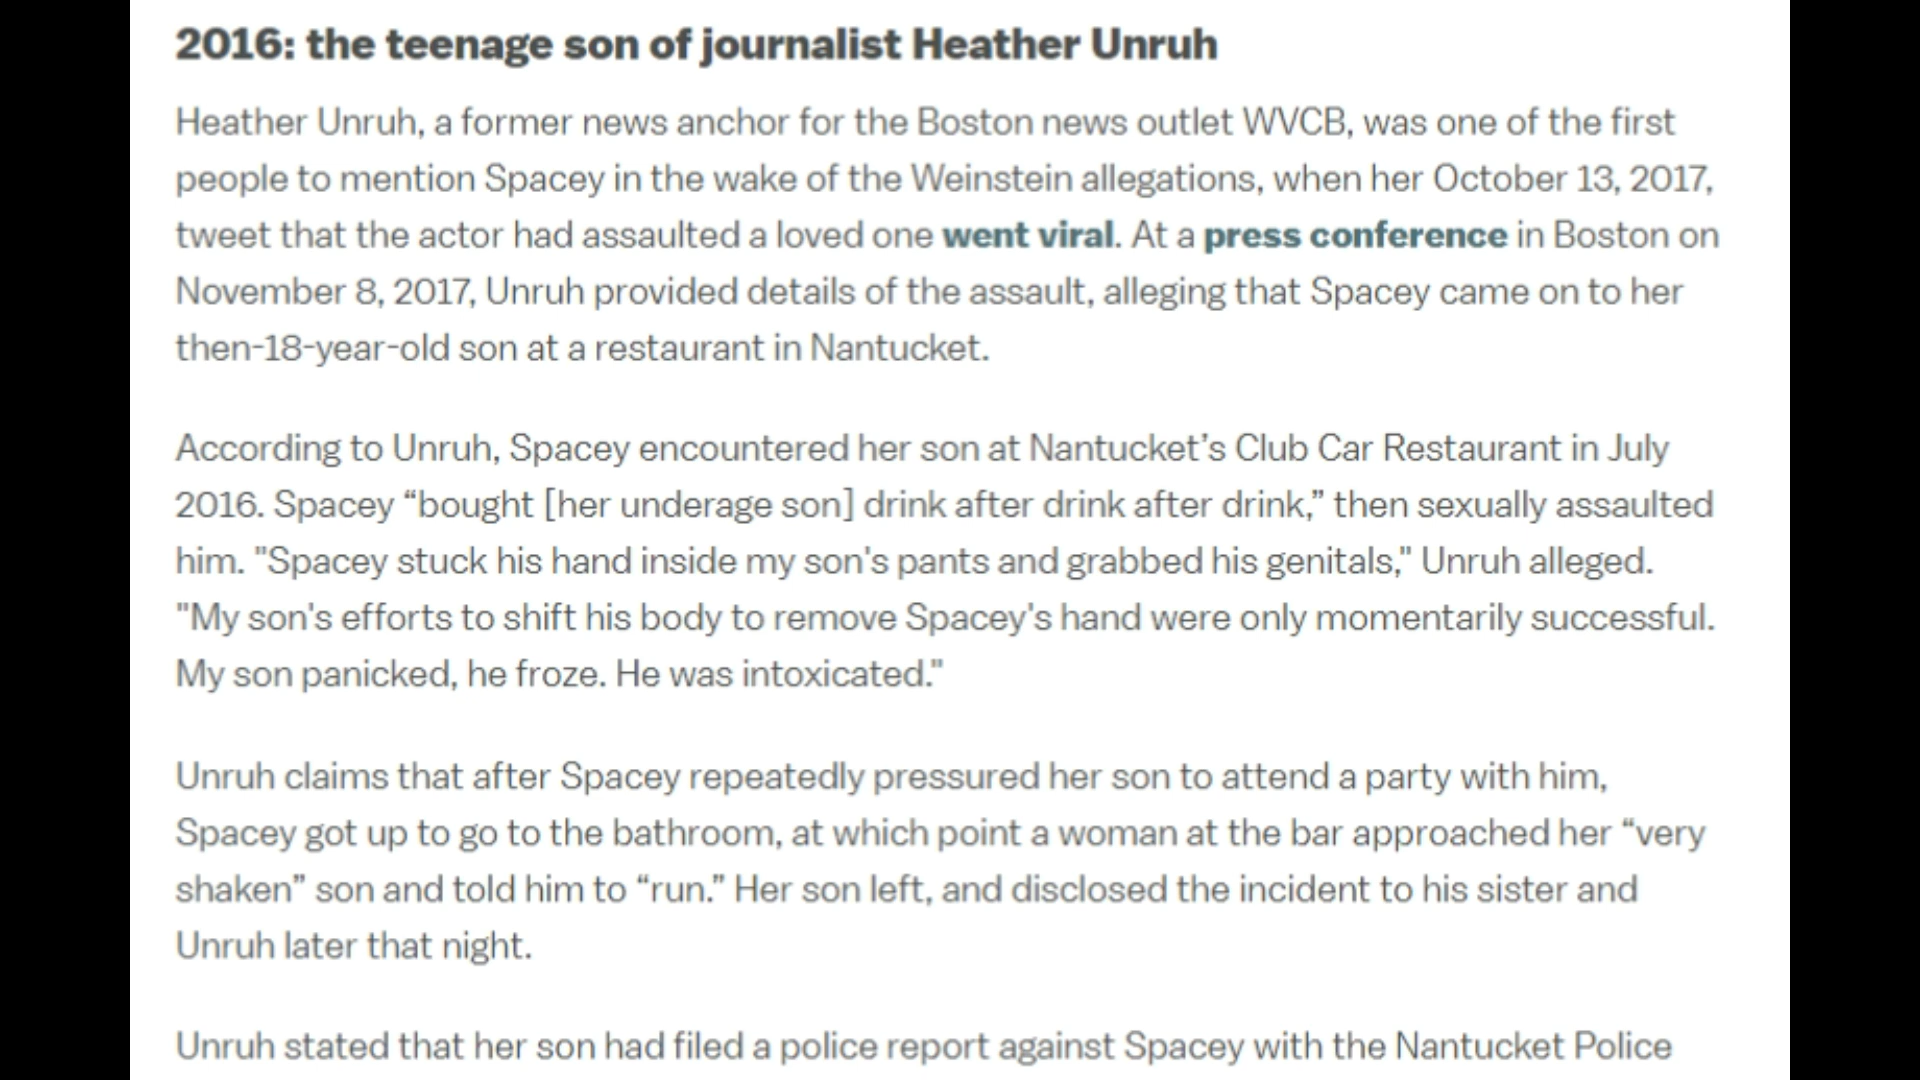 2016: the teenage son of journalist Heather Unruh
Heather Unruh, a former news anchor for the Boston news outlet WVCB, was one of the first
people to mention Spacey in the wake of the Weinstein allegations, when her October 13, 2017,
tweet that the actor had assaulted a loved one went viral. At a press conference in Boston on
November 8, 2017, Unruh provided details of the assault, alleging that Spacey came on to her
then-18-year-old son at a restaurant in Nantucket.
According to Unruh, Spacey encountered her son at Nantucket’s Club Car Restaurant in July
2016. Spacey “bought [her underage son] drink after drink after drink,” then sexually assaulted
him. "Spacey stuck his hand inside my son's pants and grabbed his genitals," Unruh alleged.
"My son's efforts to shift his body to remove Spacey's hand were only momentarily successful.
My son panicked, he froze. He was intoxicated."
Unruh claims that after Spacey repeatedly pressured her son to attend a party with him,
Spacey got up to go to the bathroom, at which point a woman at the bar approached her “very
shaken” son and told him to “run.” Her son left, and disclosed the incident to his sister and
Unruh later that night.
Unruh stated that her son had filed a police report against Spacey with the Nantucket Police